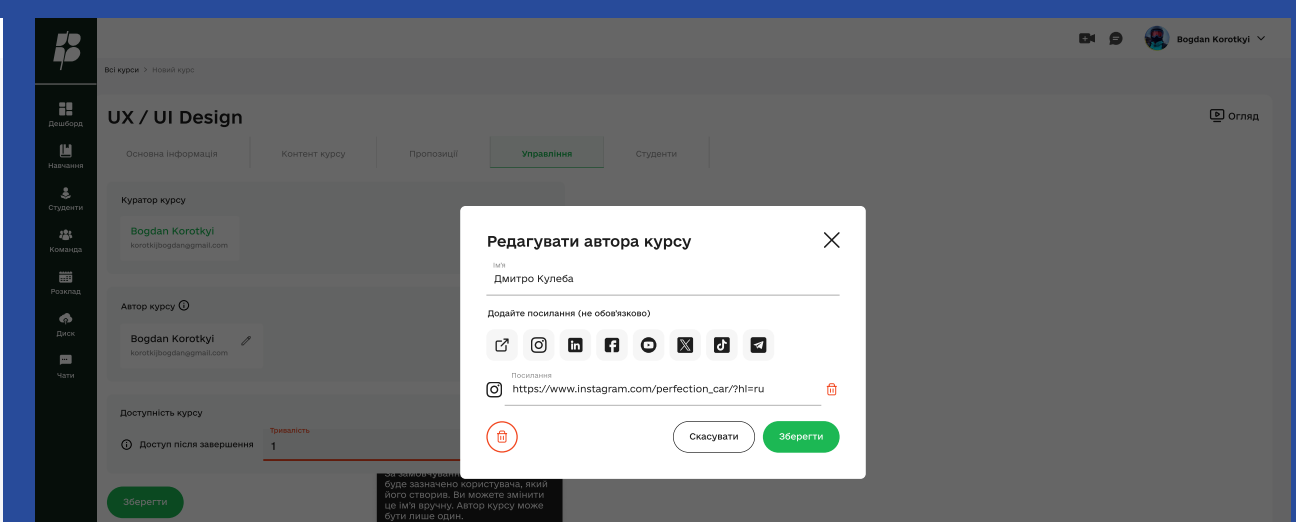 Bogdan Korotkyi
Всі курси > Новий курс
Дешборд
Навчання
Студенти
Команда
Розклад
Диск
Чати
UX / UI Design
Огляд
Основна інформація
Контент курсу
Пропозиції
Управління
Студенти
Куратор курсу
Bogdan Korotkyi
korotkijbogdan@gmail.com
Автор курсу
Bogdan Korotkyi
korotkijbogdan@gmail.com
Доступність курсу
Доступ після завершення
Тривалість
1
Зберегти
За замовчуванням
буде зазначено користувача, який
його створив. Ви можете змінити
це ім'я вручну. Автор курсу може
бути лише один.
Редагувати автора курсу
Ім'я
Дмитро Кулеба
Додайте посилання (не обов'язково)
Посилання
https://www.instagram.com/perfection_car/?hl=ru
Скасувати
Зберегти